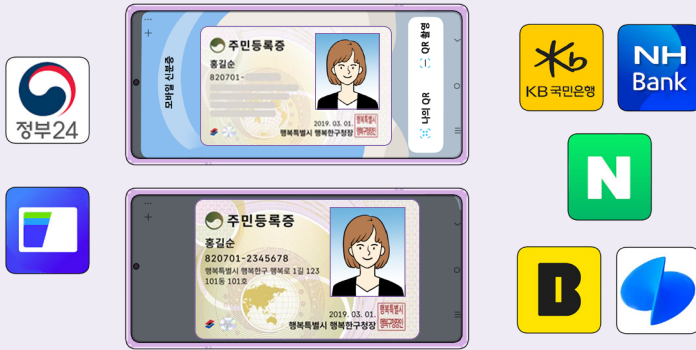 정부24
모바일 신분증
주민등록증
홍길순
820701-
2019. 03. 01.
행복특별시 행복한구청장
QR 촬영
나의 QR
주민등록증
홍길순
820701-2345678
행복특별시 행복한구 행복로 1길 123
101동 101호
2019. 03. 01.
행복특별시 행복한구청장
KB 국민은행
NH
Bank
N
B